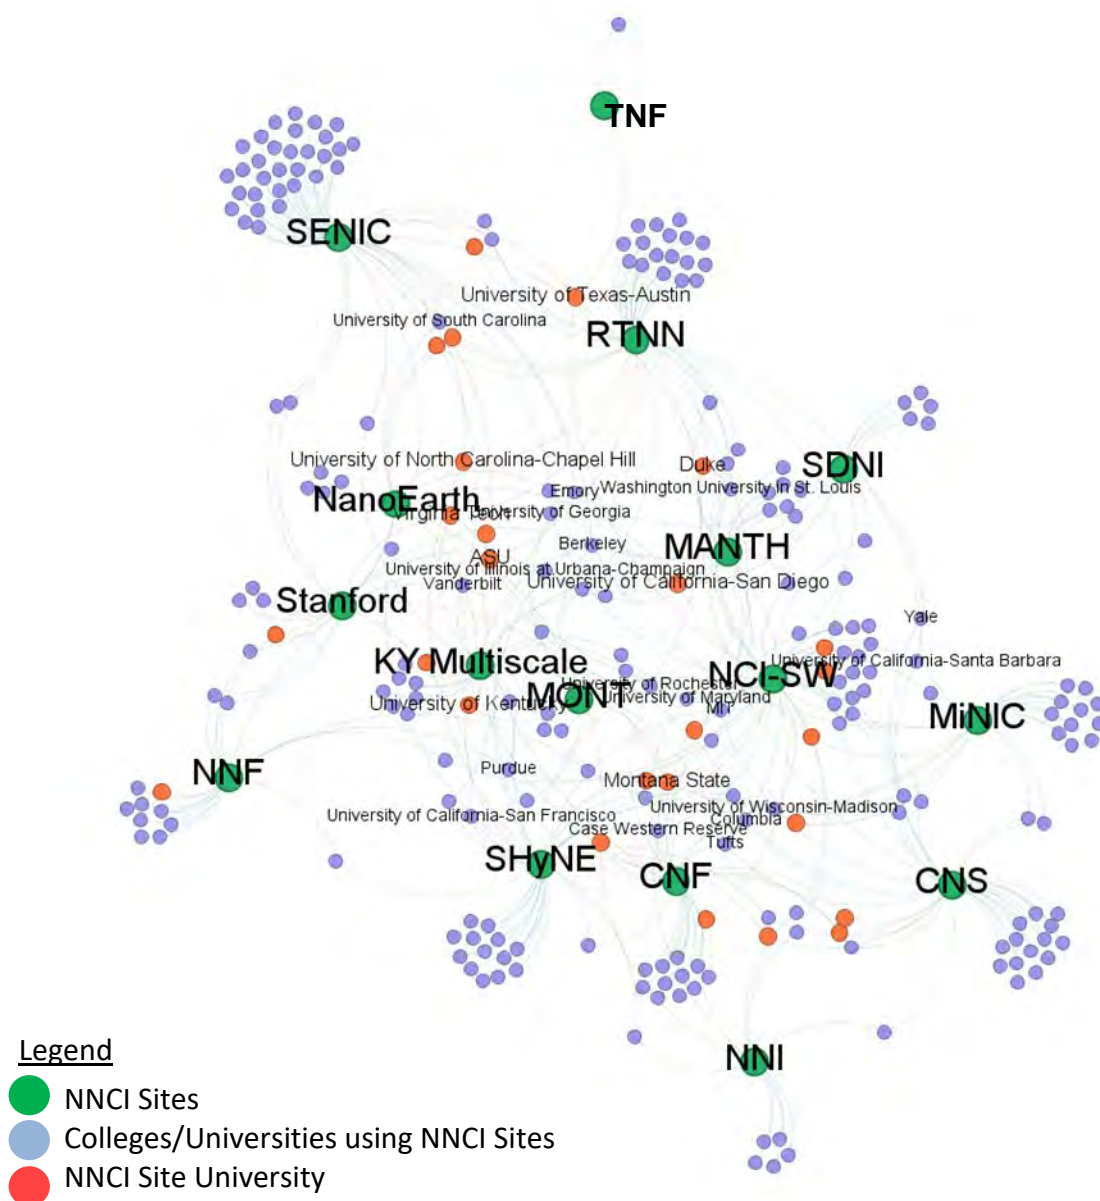 TNF
SENIC
University of Texas-Austin
University of South Carolina
RTNN
University of North Carolina-Chapel Hill
Duke
SDNI
Washington University in St. Louis
Emory
NanoEarth
Virginia Tech
University of Georgia
Berkeley
MANTH
ASU
University of Illinois at Urbana-Champaign
Vanderbilt
University of California-San Diego
Stanford
Yale
KY Multiscale
University of California-Santa Barbara
NCI-SW
University of Rochester
MONT
University of Maryland
University of Kentucky
MIT
MiNIC
NNF
Purdue
Montana State
University of Wisconsin-Madison
University of California-San Francisco
Columbia
Case Western Reserve
Tufts
SHyNE
CNF
CNS
NNI
Legend
NNCI Sites
Colleges/Universities using NNCI Sites
NNCI Site University